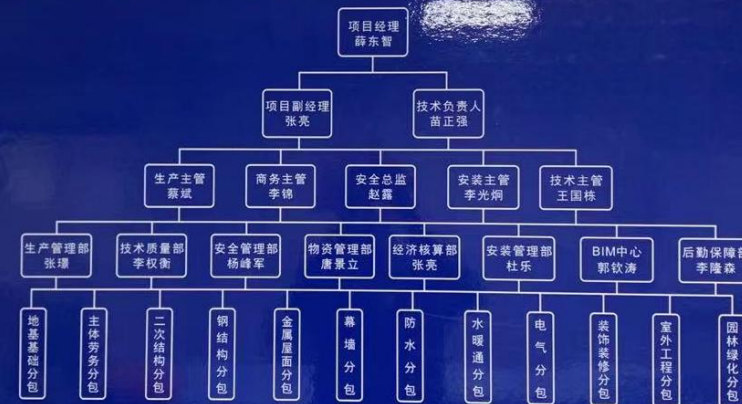 项目经理
薛东智
项目副经理
张亮
技术负责人
苗正强
生产主管
蔡斌
商务主管
李锦
安全总监
赵露
安装主管
李光炯
技术主管
王国栋
生产管理部
张璟
技术质量部
李权衡
安全管理部
杨峰军
物资管理部
唐景立
经济核算部
张亮
安装管理部
杜乐
BIM中心
郭钦涛
后勤保障部
李隆森
地基基础分包
主体劳务分包
二次结构分包
钢结构分包
金属屋面分包
幕墙分包
防水分包
水暖通分包
电气分包
装饰装修分包
室外工程分包
园林绿化分包